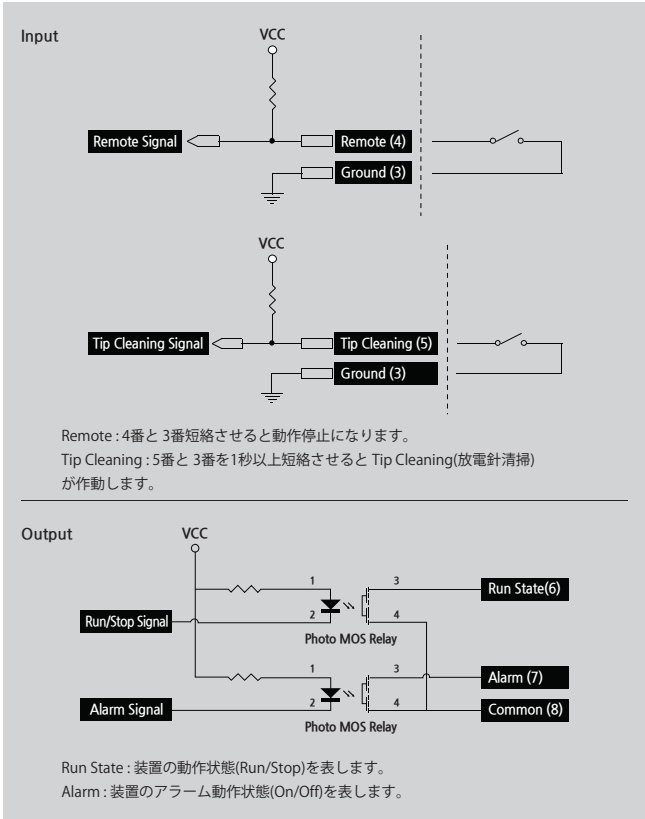 Input
VCC
Remote Signal
Remote (4)
Ground (3)
VCC
Tip Cleaning Signal
Tip Cleaning (5)
Ground (3)
Remote : 4番と 3番短絡させると動作停止になります。
Tip Cleaning : 5番と 3番を1秒以上短絡させると Tip Cleaning(放電針清掃)
が作動します。
Output
VCC
1
3
Run State(6)
2
4
Run/Stop Signal
Photo MOS Relay
1
3
Alarm (7)
2
4
Alarm Signal
Common (8)
Photo MOS Relay
Run State : 装置の動作状態(Run/Stop)を表します。
Alarm : 装置のアラーム動作状態(On/Off)を表します。